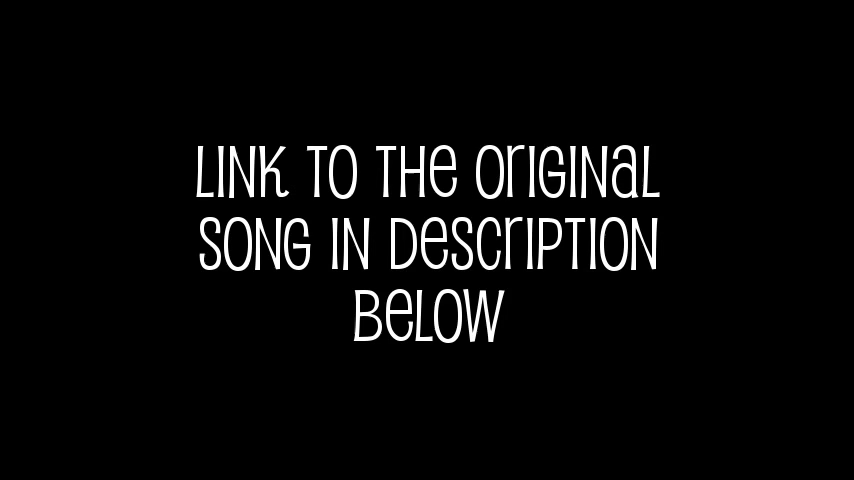 LINK TO THE ORIGINAL
SONG IN DESCRIPTION
BELOW